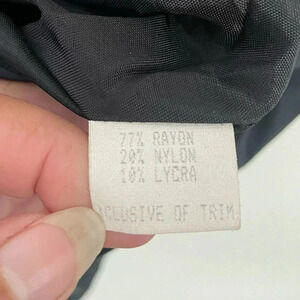 77% RAYON
20% NYLON
10% LYCRA
XCLUSIVE OF TRIM